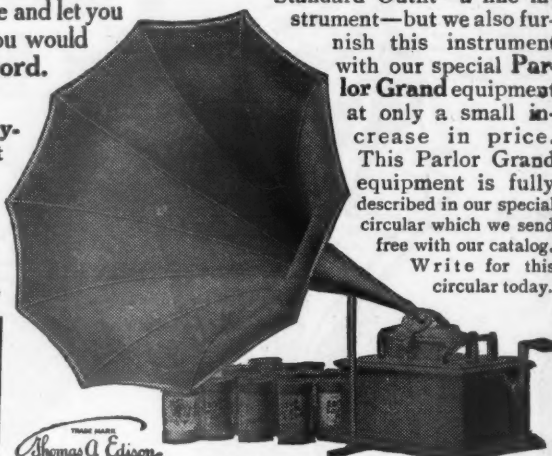 e and let you
ou would
ord.
y-
t
Standard Outfit—a fine in-
strument—but we also fur-
nish this instrument
with our special Par-
lor Grand equipment
at only a small in-
crease in price.
This Parlor Grand
equipment is fully
described in our special
circular which we send
free with our catalog.
Write for this
circular today.
TRADE MARK
Thomas A Edison